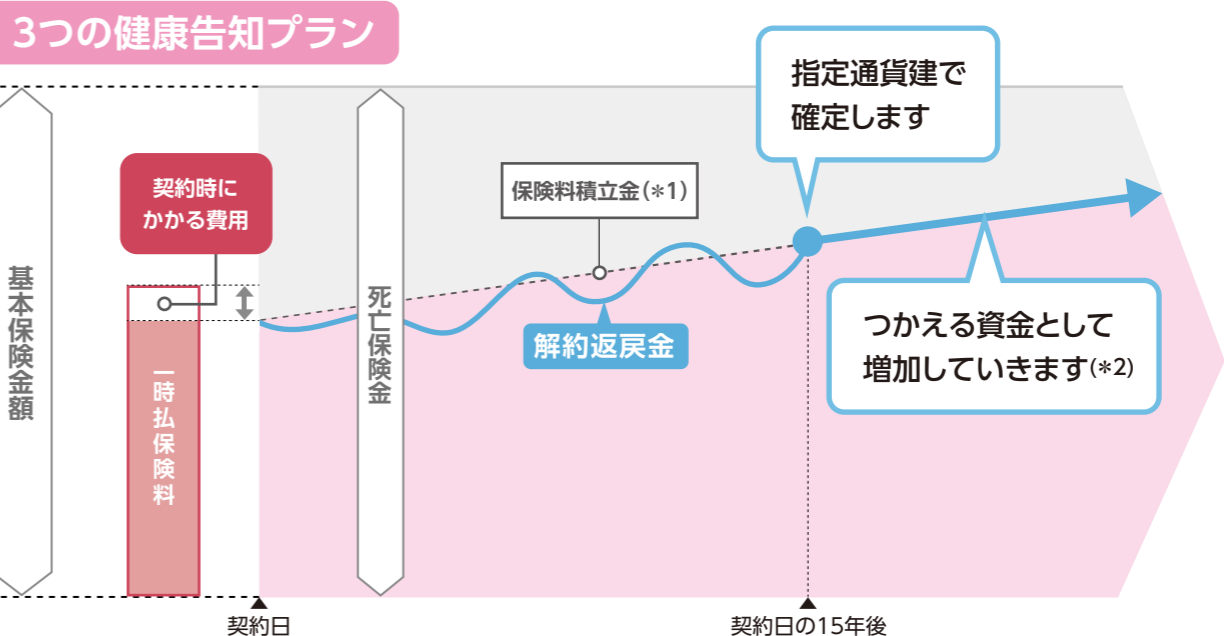 3つの健康告知プラン
指定通貨建で
確定します
契約時に
かかる費用
保険料積立金(*1)
基本保険金額
死亡保険金
一時払保険料
解約返戻金
つかえる資金として
増加していきます(*2)
契約日
契約日の15年後